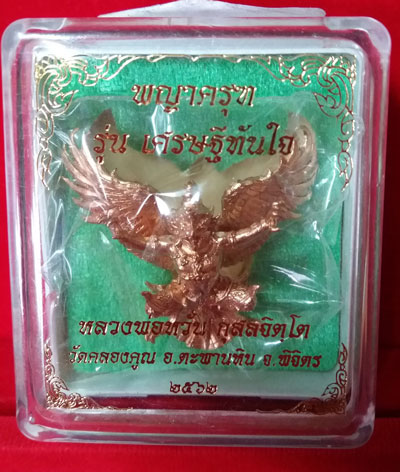 พญาครุฑ
รุ่น เศรษฐีทันใจ
หลวงพ่อหวั่น กุสลจิตฺโต
วัดคลองคูณ อ.ตะพานหิน จ.พิจิตร
๒๕๖๒